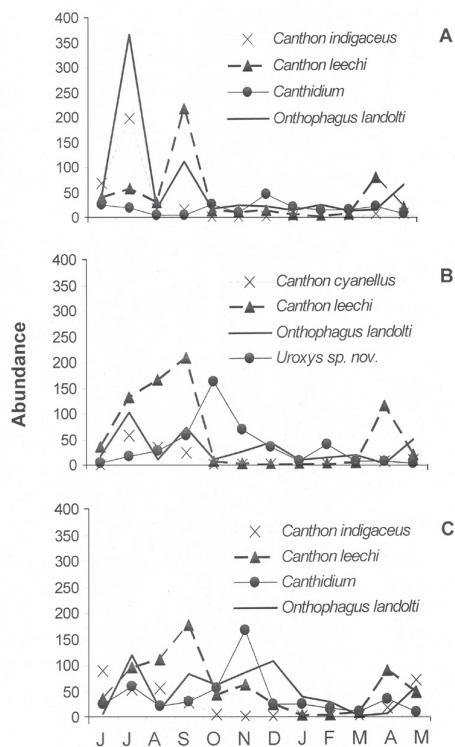 A
400
350
300
250
200
150
100
50
0
Canthon indigaceus
Canthon leechi
Canthidium
Onthophagus landolti
B
400
350
300
250
200
150
100
50
0
Canthon cyanellus
Canthon leechi
Onthophagus landolti
Uroxys sp. nov.
Abundance
C
400
350
300
250
200
150
100
50
0
Canthon indigaceus
Canthon leechi
Canthidium
Onthophagus landolti
J J A S O N D J F M A M